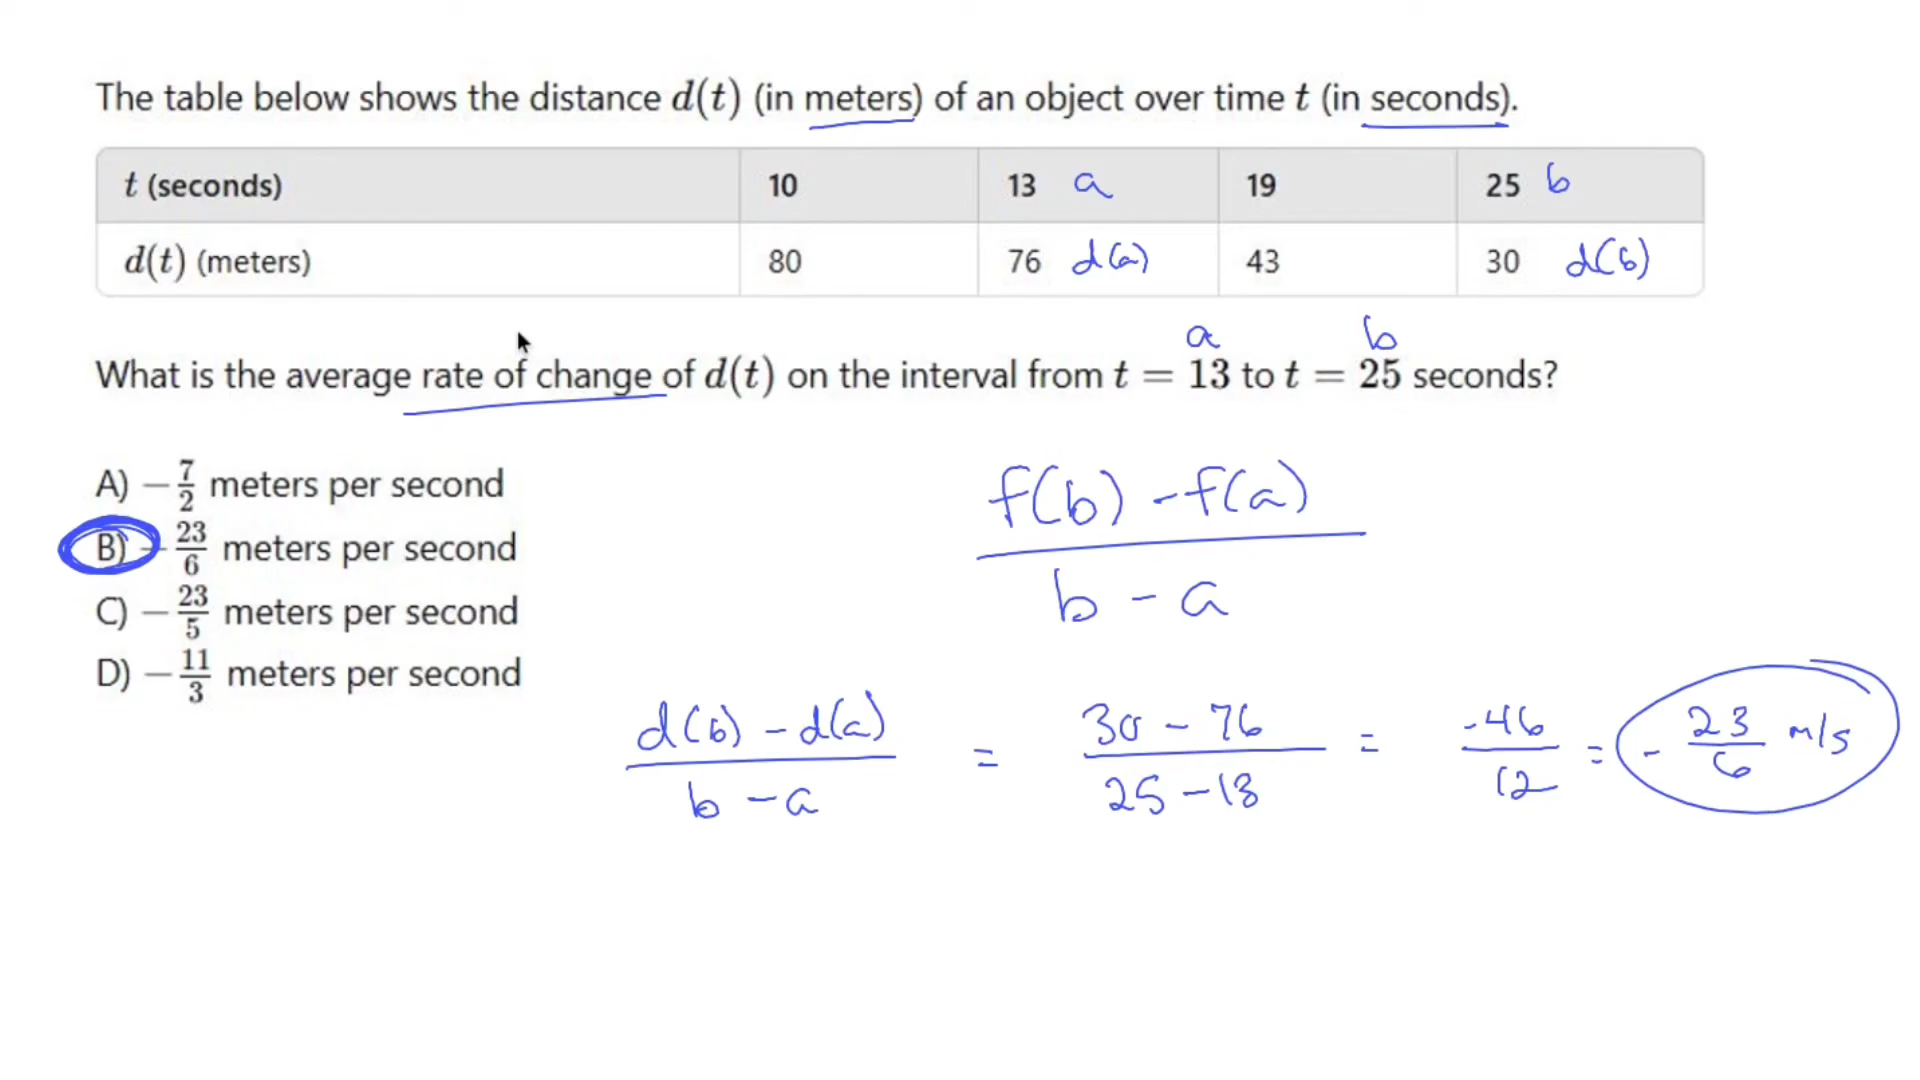 The table below shows the distance d(t) (in meters) of an object over time t (in seconds).
t (seconds) 10 13 a 19 25 b
d(t) (meters) 80 76 d(a) 43 30 d(b)
a b
What is the average rate of change of d(t) on the interval from t = 13 to t = 25 seconds?
A) −7/2 meters per second
B) −23/6 meters per second
C) −23/5 meters per second
D) −11/3 meters per second
f(b) - f(a)
b - a
d(b) - d(a) / b - a = 30 - 76 / 25 - 13 = -46 / 12 = - 23/6 m/s